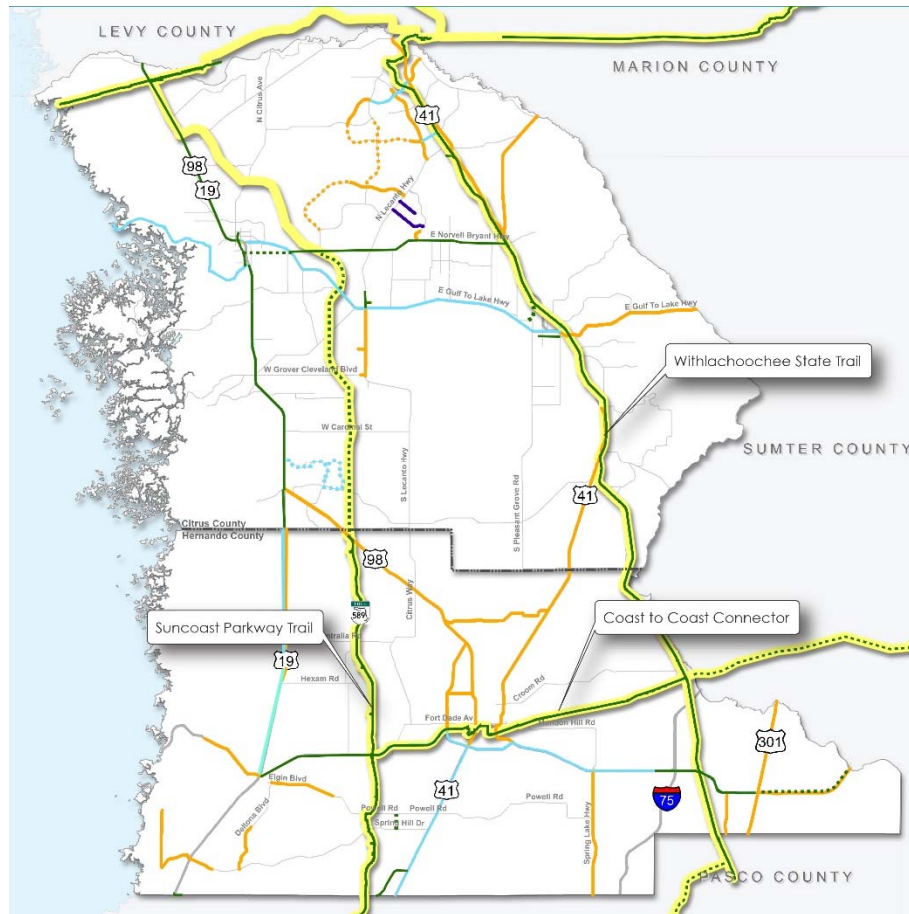 LEVY COUNTY
MARION COUNTY
N Citrus Ave
41
98
19
N Lecanto Hwy
E Norvell Bryant Hwy
E Gulf To Lake Hwy
E Gulf To Lake Hwy
W Grover Cleveland Blvd
Withlachoochee State Trail
W Cardinal St
SUMTER COUNTY
S Lecanto Hwy
S Pleasant Grove Rd
41
Citrus County
Hernando County
98
589
Citrus Way
Suncoast Parkway Trail
Coast to Coast Connector
19
Hexam Rd
Croom Rd
Fort Dade Av
Mondon Hill Rd
301
Elgin Blvd
41
75
Deltona Blvd
Powell Rd
Powell Rd
Powell Rd
Spring Hill Dr
Spring Lake Hwy
PASCO COUNTY